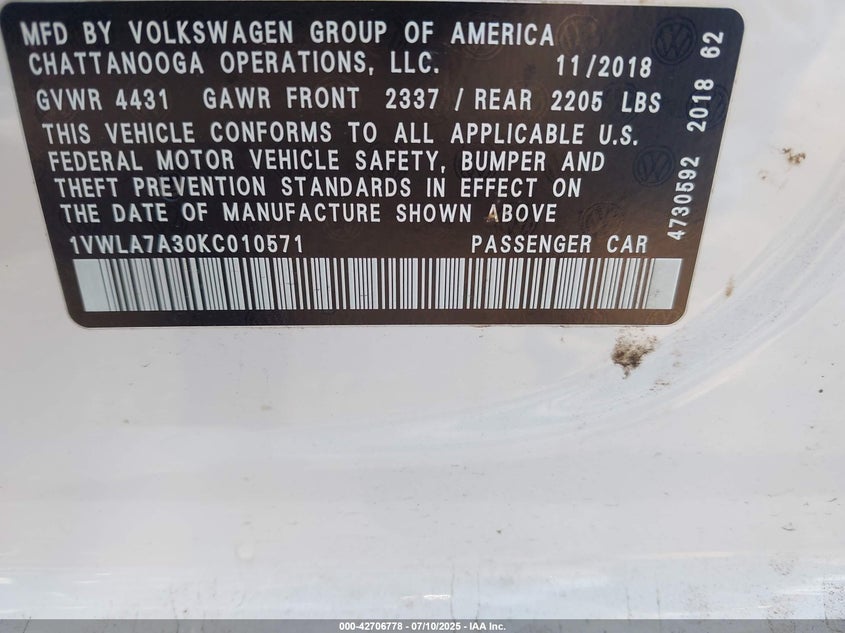 MFD BY VOLKSWAGEN GROUP OF AMERICA
CHATTANOOGA OPERATIONS, LLC. 11/2018
GVWR 4431 GAWR FRONT 2337 / REAR 2205 LBS
THIS VEHICLE CONFORMS TO ALL APPLICABLE U.S.
FEDERAL MOTOR VEHICLE SAFETY, BUMPER AND
THEFT PREVENTION STANDARDS IN EFFECT ON
THE DATE OF MANUFACTURE SHOWN ABOVE
1VWLA7A30KC010571 PASSENGER CAR
4730592 2018 62
000-42706778 - 07/10/2025 - IAA Inc.